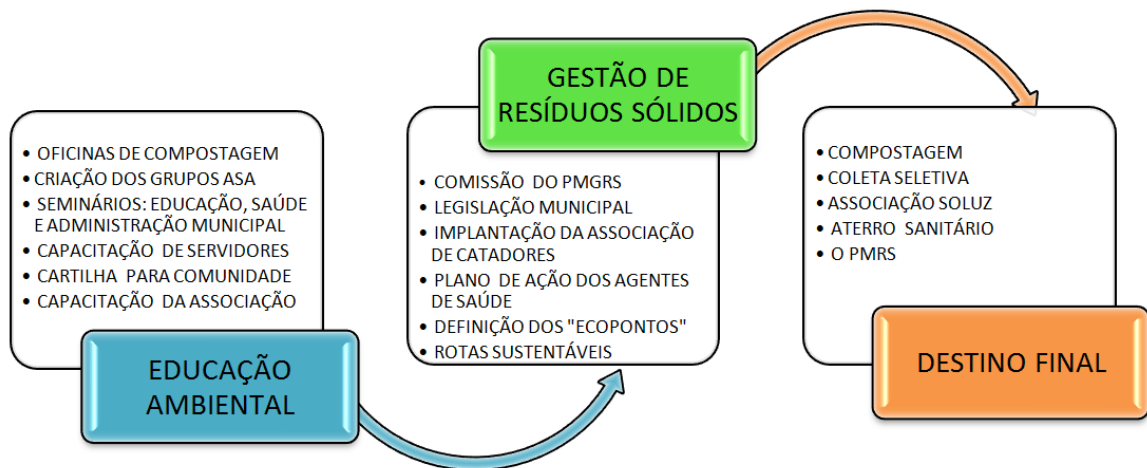 • OFICINAS DE COMPOSTAGEM
• CRIAÇÃO DOS GRUPOS ASA
• SEMINÁRIOS: EDUCAÇÃO, SAÚDE
E ADMINISTRAÇÃO MUNICIPAL
• CAPACITAÇÃO DE SERVIDORES
• CARTILHA PARA COMUNIDADE
• CAPACITAÇÃO DA ASSOCIAÇÃO
EDUCAÇÃO
AMBIENTAL
GESTÃO DE
RESÍDUOS SÓLIDOS
• COMISSÃO DO PMGRS
• LEGISLAÇÃO MUNICIPAL
• IMPLANTAÇÃO DA ASSOCIAÇÃO
DE CATADORES
• PLANO DE AÇÃO DOS AGENTES
DE SAÚDE
• DEFINIÇÃO DOS "ECOPONTOS"
• ROTAS SUSTENTÁVEIS
• COMPOSTAGEM
• COLETA SELETIVA
• ASSOCIAÇÃO SOLUZ
• ATERRO SANITÁRIO
• O PMRS
DESTINO FINAL